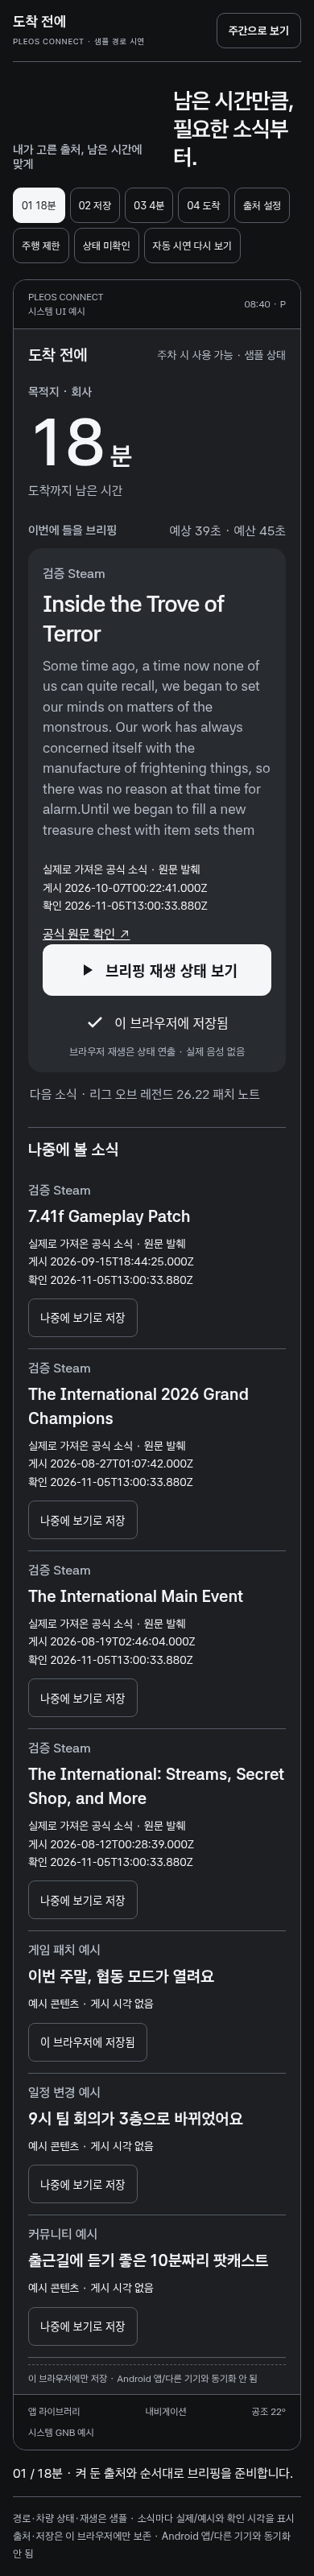 도착 전에
PLEOS CONNECT · 샘플 경로 시연
주간으로 보기
내가 고른 출처, 남은 시간에
맞게
남은 시간만큼,
필요한 소식부
터.
01 18분
02 저장
03 4분
04 도착
출처 설정
주행 제한
상태 미확인
자동 시연 다시 보기
PLEOS CONNECT
시스템 UI 예시
08:40 · P
도착 전에
주차 시 사용 가능 · 샘플 상태
목적지 · 회사
18분
도착까지 남은 시간
이번에 들을 브리핑
예상 39초 · 예산 45초
검증 Steam
Inside the Trove of
Terror
Some time ago, a time now none of
us can quite recall, we began to set
our minds on matters of the
monstrous. Our work has always
concerned itself with the
manufacture of frightening things, so
there was no reason at that time for
alarm.Until we began to fill a new
treasure chest with item sets them
실제로 가져온 공식 소식 · 원문 발췌
게시 2026-10-07T00:22:41.000Z
확인 2026-11-05T13:00:33.880Z
공식 원문 확인 ↗
▶ 브리핑 재생 상태 보기
✓ 이 브라우저에 저장됨
브라우저 재생은 상태 연출 · 실제 음성 없음
다음 소식 · 리그 오브 레전드 26.22 패치 노트
나중에 볼 소식
검증 Steam
7.41f Gameplay Patch
실제로 가져온 공식 소식 · 원문 발췌
게시 2026-09-15T18:44:25.000Z
확인 2026-11-05T13:00:33.880Z
나중에 보기로 저장
검증 Steam
The International 2026 Grand
Champions
실제로 가져온 공식 소식 · 원문 발췌
게시 2026-08-27T01:07:42.000Z
확인 2026-11-05T13:00:33.880Z
나중에 보기로 저장
검증 Steam
The International Main Event
실제로 가져온 공식 소식 · 원문 발췌
게시 2026-08-19T02:46:04.000Z
확인 2026-11-05T13:00:33.880Z
나중에 보기로 저장
검증 Steam
The International: Streams, Secret
Shop, and More
실제로 가져온 공식 소식 · 원문 발췌
게시 2026-08-12T00:28:39.000Z
확인 2026-11-05T13:00:33.880Z
나중에 보기로 저장
게임 패치 예시
이번 주말, 협동 모드가 열려요
예시 콘텐츠 · 게시 시각 없음
이 브라우저에 저장됨
일정 변경 예시
9시 팀 회의가 3층으로 바뀌었어요
예시 콘텐츠 · 게시 시각 없음
나중에 보기로 저장
커뮤니티 예시
출근길에 듣기 좋은 10분짜리 팟캐스트
예시 콘텐츠 · 게시 시각 없음
나중에 보기로 저장
이 브라우저에만 저장 · Android 앱/다른 기기와 동기화 안 됨
앱 라이브러리
내비게이션
공조 22°
시스템 GNB 예시
01 / 18분 · 켜 둔 출처와 순서대로 브리핑을 준비합니다.
경로·차량 상태·재생은 샘플 · 소식마다 실제/예시와 확인 시각을 표시
출처·저장은 이 브라우저에만 보존 · Android 앱/다른 기기와 동기화
안 됨